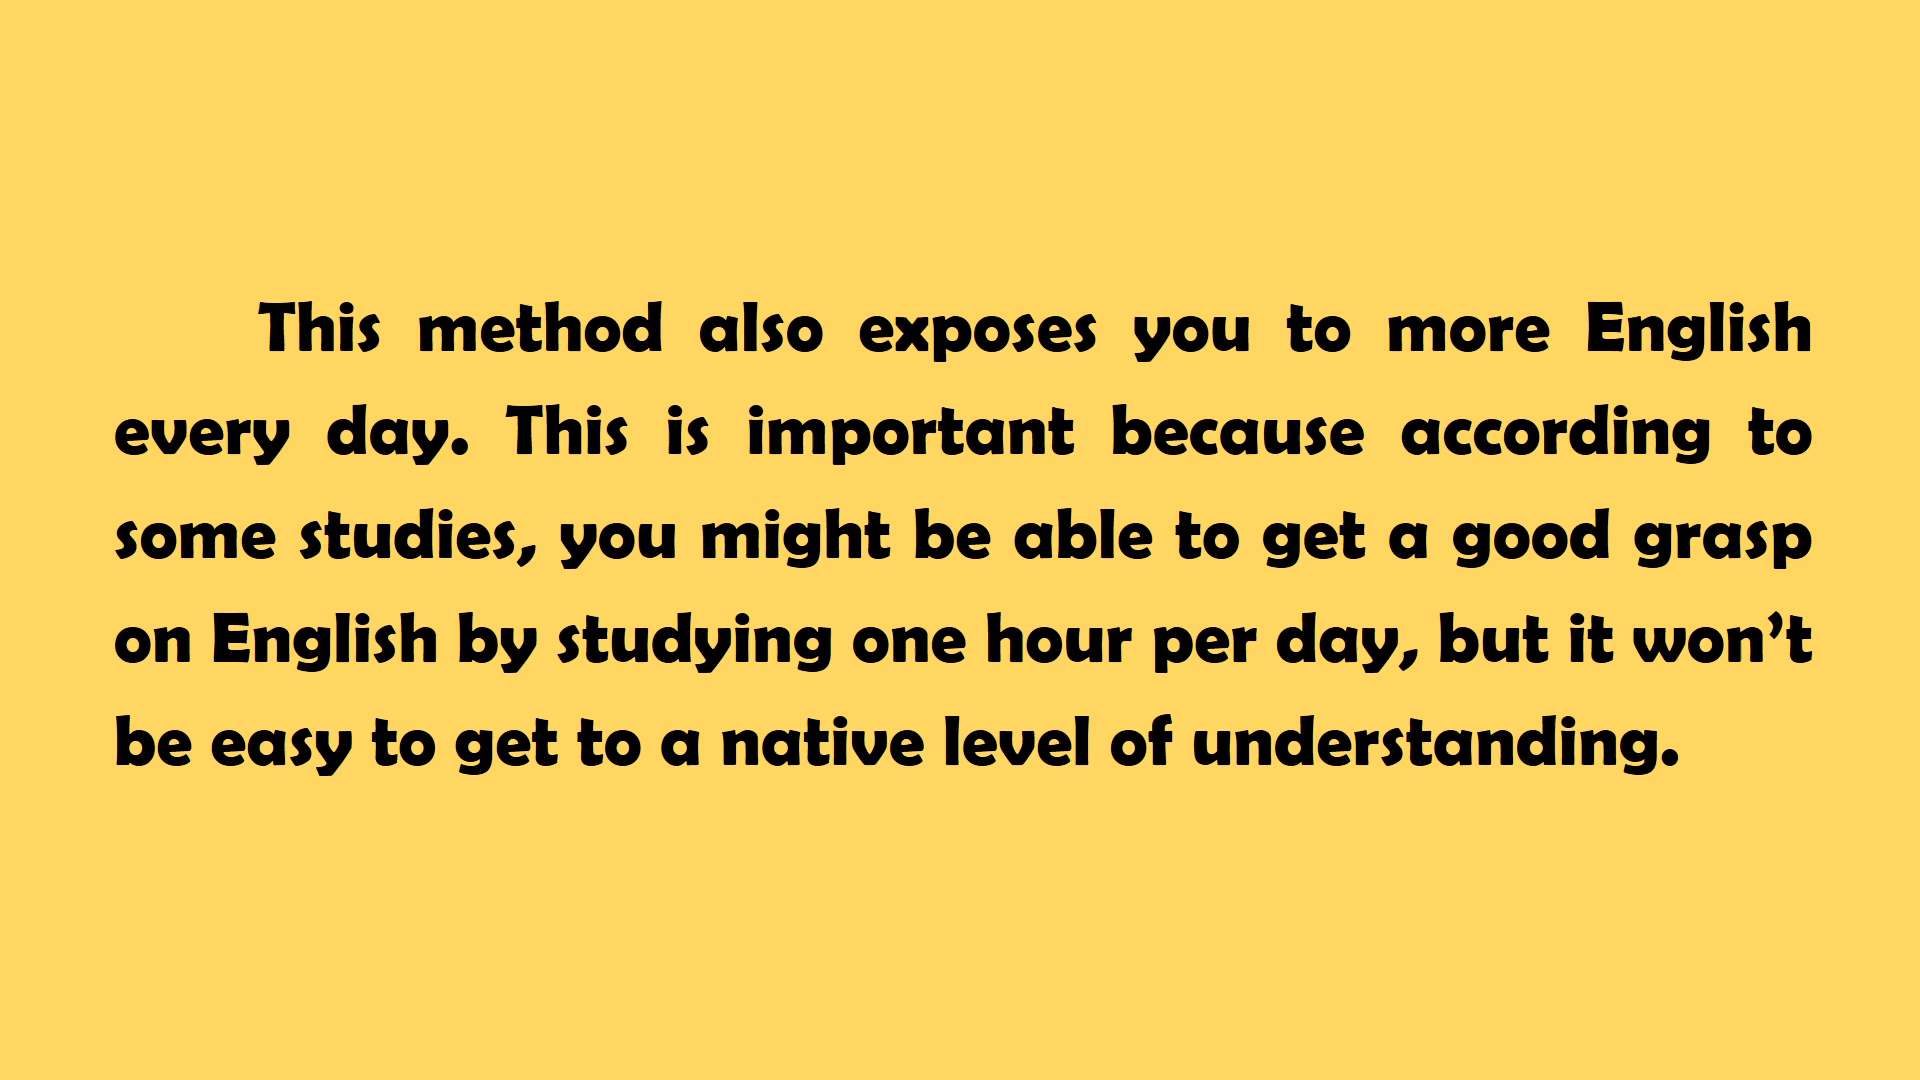 This method also exposes you to more English
every day. This is important because according to
some studies, you might be able to get a good grasp
on English by studying one hour per day, but it won’t
be easy to get to a native level of understanding.